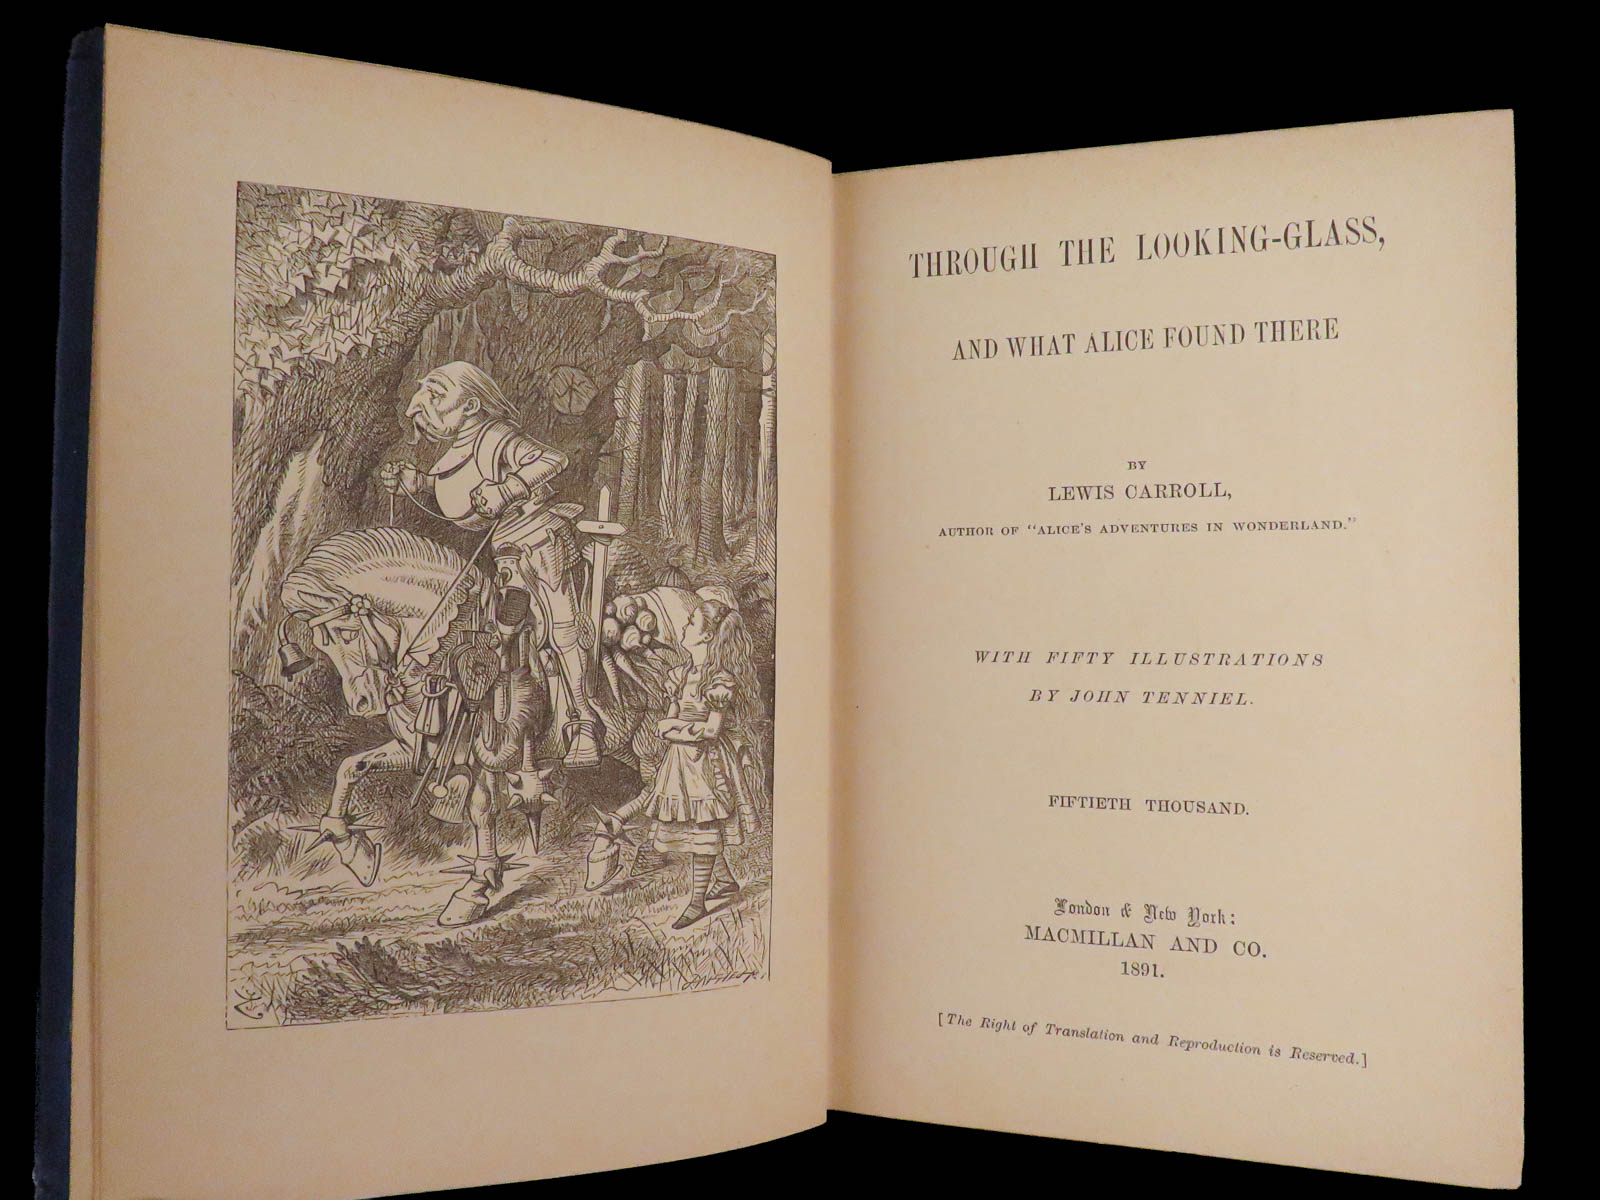 THROUGH THE LOOKING-GLASS,
AND WHAT ALICE FOUND THERE
BY
LEWIS CARROLL,
AUTHOR OF "ALICE'S ADVENTURES IN WONDERLAND."
WITH FIFTY ILLUSTRATIONS
BY JOHN TENNIEL.
FIFTIETH THOUSAND.
London & New York:
MACMILLAN AND CO.
1891.
[The Right of Translation and Reproduction is Reserved.]